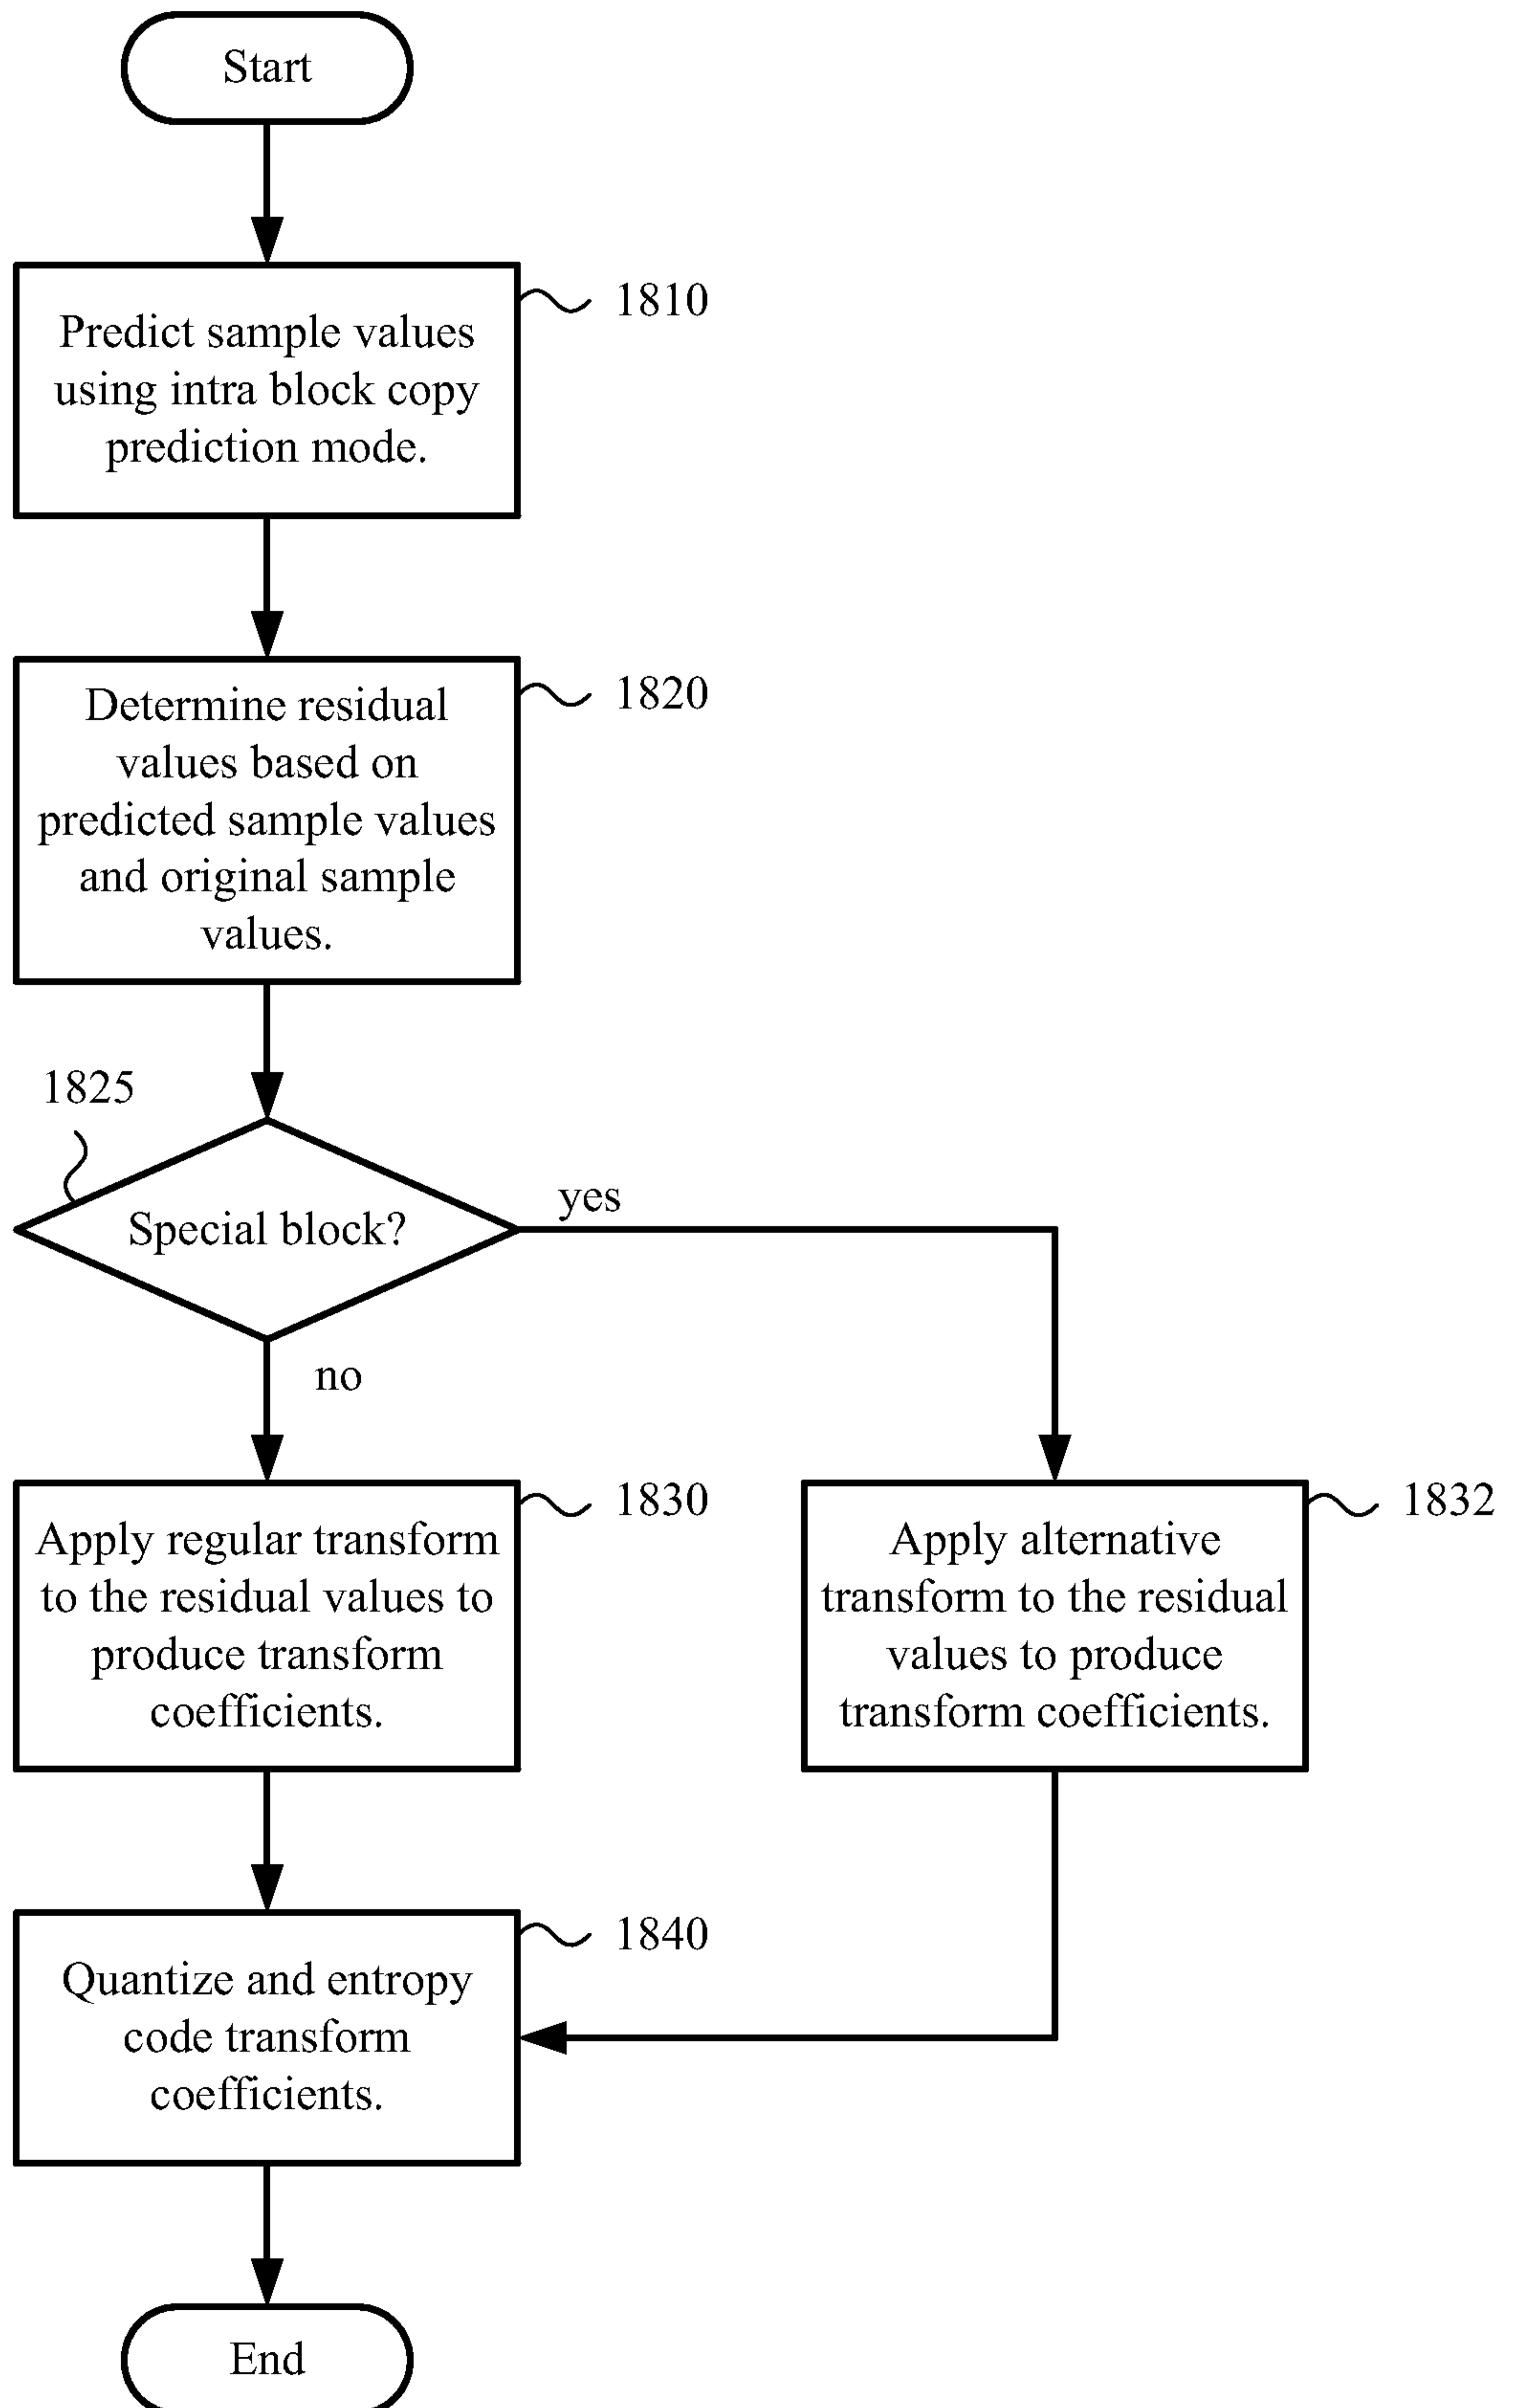 Start
1810
Predict sample values
using intra block copy
prediction mode.
1820
Determine residual
values based on
predicted sample values
and original sample
values.
1825
Special block?
yes
no
1830
Apply regular transform
to the residual values to
produce transform
coefficients.
1832
Apply alternative
transform to the residual
values to produce
transform coefficients.
1840
Quantize and entropy
code transform
coefficients.
End